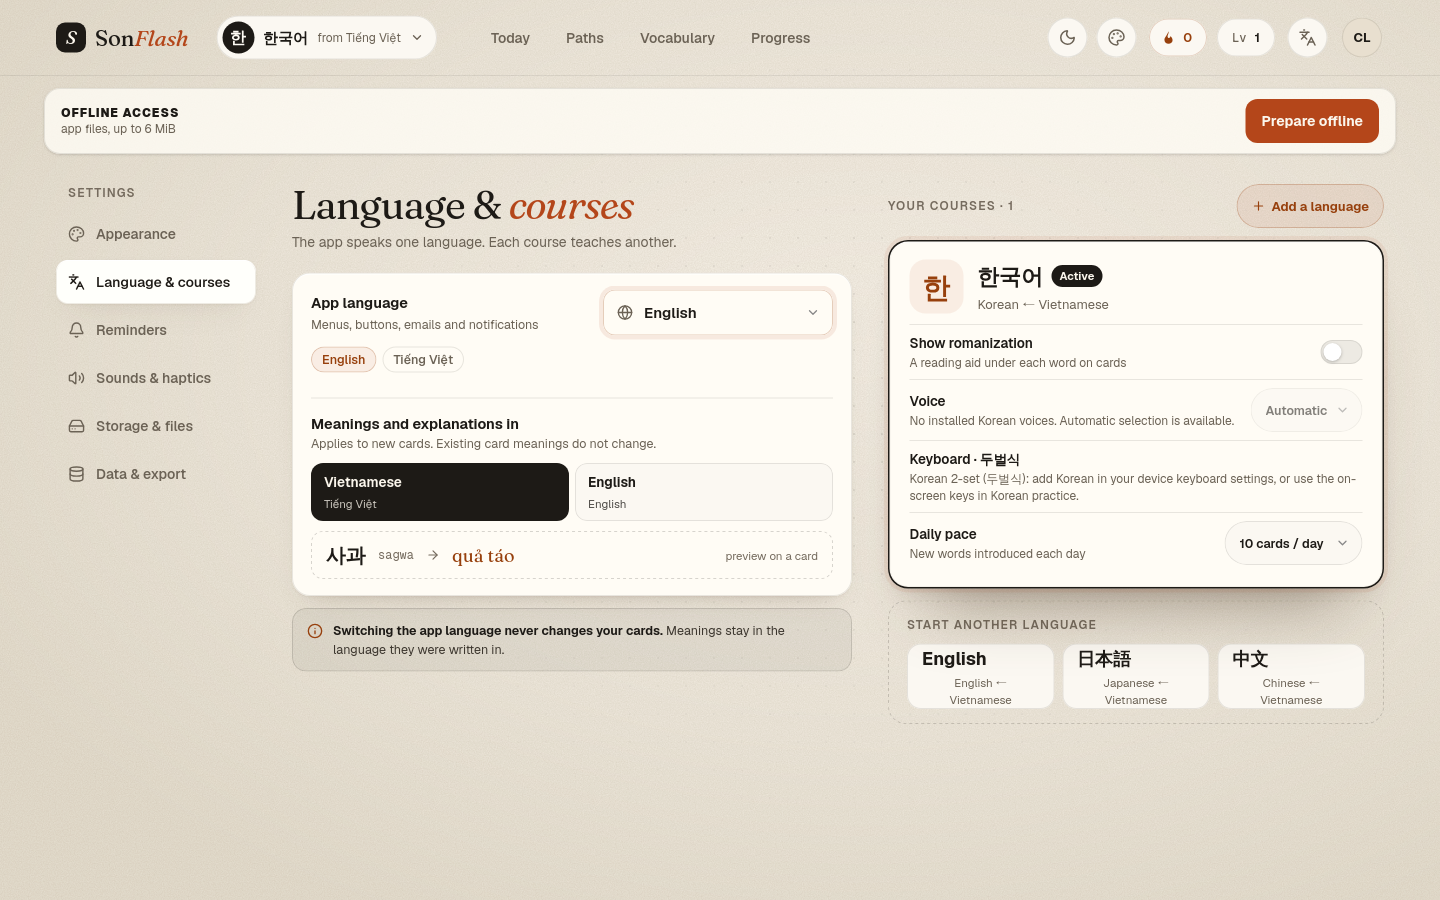 S SonFlash
한 한국어 from Tiếng Việt
Today Paths Vocabulary Progress
0
Lv 1
CL
OFFLINE ACCESS
app files, up to 6 MiB
Prepare offline
SETTINGS
Appearance
Language & courses
Reminders
Sounds & haptics
Storage & files
Data & export
Language & courses
The app speaks one language. Each course teaches another.
App language
Menus, buttons, emails and notifications
English
English Tiếng Việt
Meanings and explanations in
Applies to new cards. Existing card meanings do not change.
Vietnamese
Tiếng Việt
English
English
사과 sagwa → quả táo
preview on a card
Switching the app language never changes your cards. Meanings stay in the
language they were written in.
YOUR COURSES · 1
+ Add a language
한
한국어 Active
Korean ← Vietnamese
Show romanization
A reading aid under each word on cards
Voice
No installed Korean voices. Automatic selection is available.
Automatic
Keyboard · 두벌식
Korean 2-set (두벌식): add Korean in your device keyboard settings, or use the on-
screen keys in Korean practice.
Daily pace
New words introduced each day
10 cards / day
START ANOTHER LANGUAGE
English
English ←
Vietnamese
日本語
Japanese ←
Vietnamese
中文
Chinese ←
Vietnamese